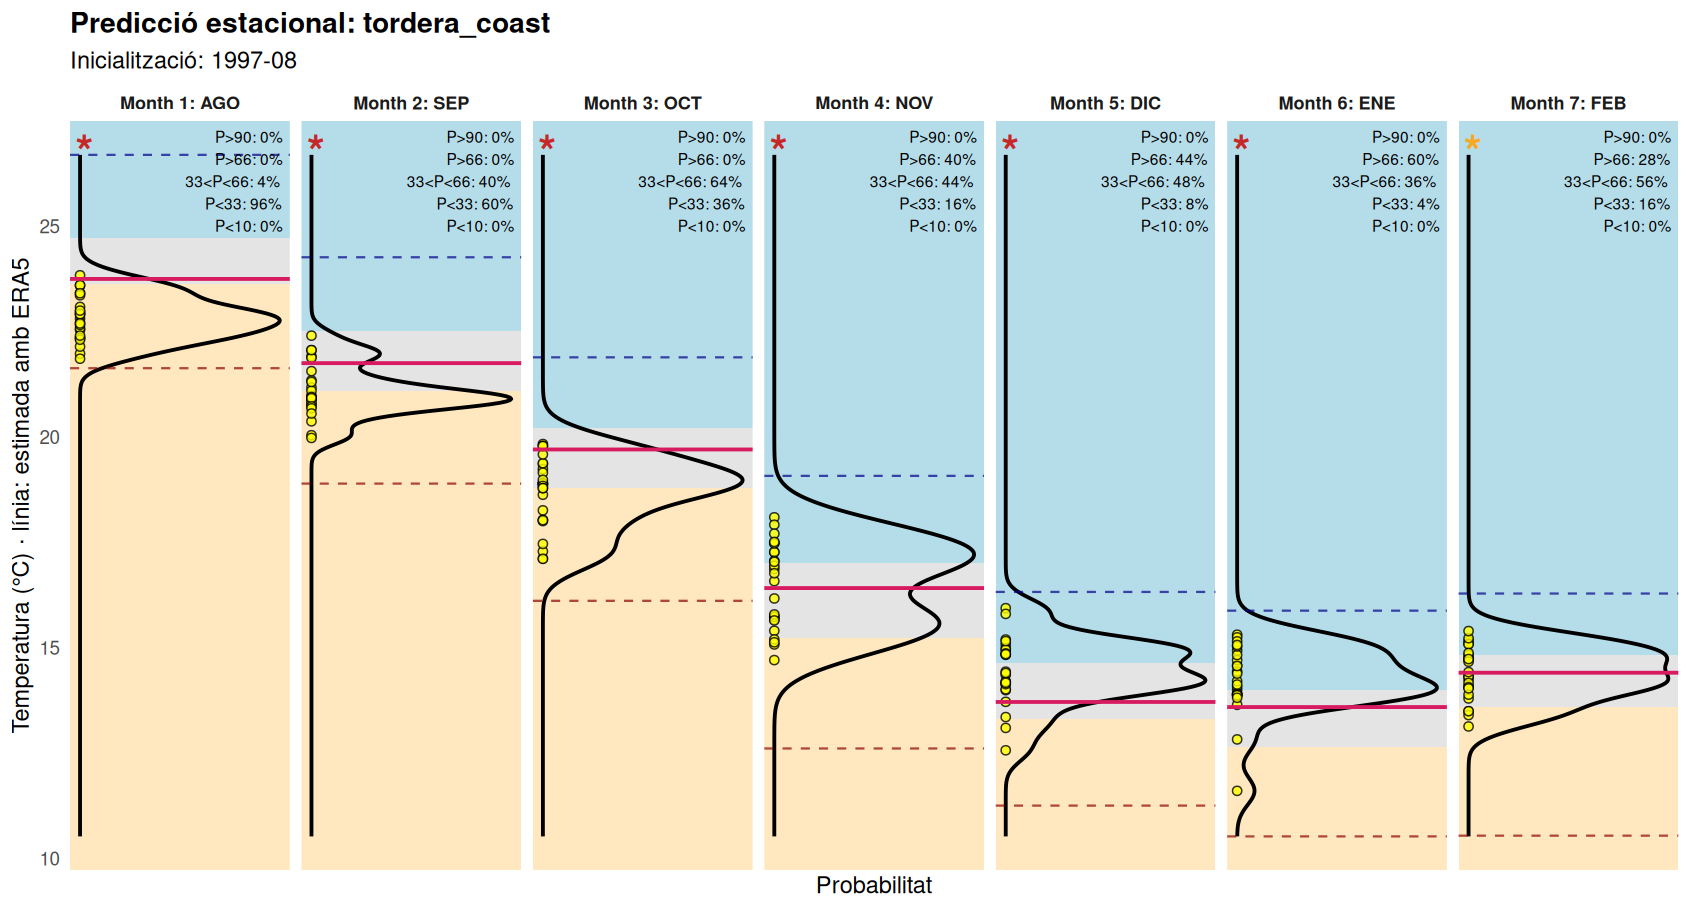 Predicció estacional: tordera_coast
Inicialització: 1997-08
Month 1: AGO
Month 2: SEP
Month 3: OCT
Month 4: NOV
Month 5: DIC
Month 6: ENE
Month 7: FEB
P>90: 0%
P>66: 0%
33<P<66: 4%
P<33: 96%
P<10: 0%
P>90: 0%
P>66: 0%
33<P<66: 40%
P<33: 60%
P<10: 0%
P>90: 0%
P>66: 0%
33<P<66: 64%
P<33: 36%
P<10: 0%
P>90: 0%
P>66: 40%
33<P<66: 44%
P<33: 16%
P<10: 0%
P>90: 0%
P>66: 44%
33<P<66: 48%
P<33: 8%
P<10: 0%
P>90: 0%
P>66: 60%
33<P<66: 36%
P<33: 4%
P<10: 0%
P>90: 0%
P>66: 28%
33<P<66: 56%
P<33: 16%
P<10: 0%
25
20
15
10
Temperatura (°C) · línia: estimada amb ERA5
Probabilitat